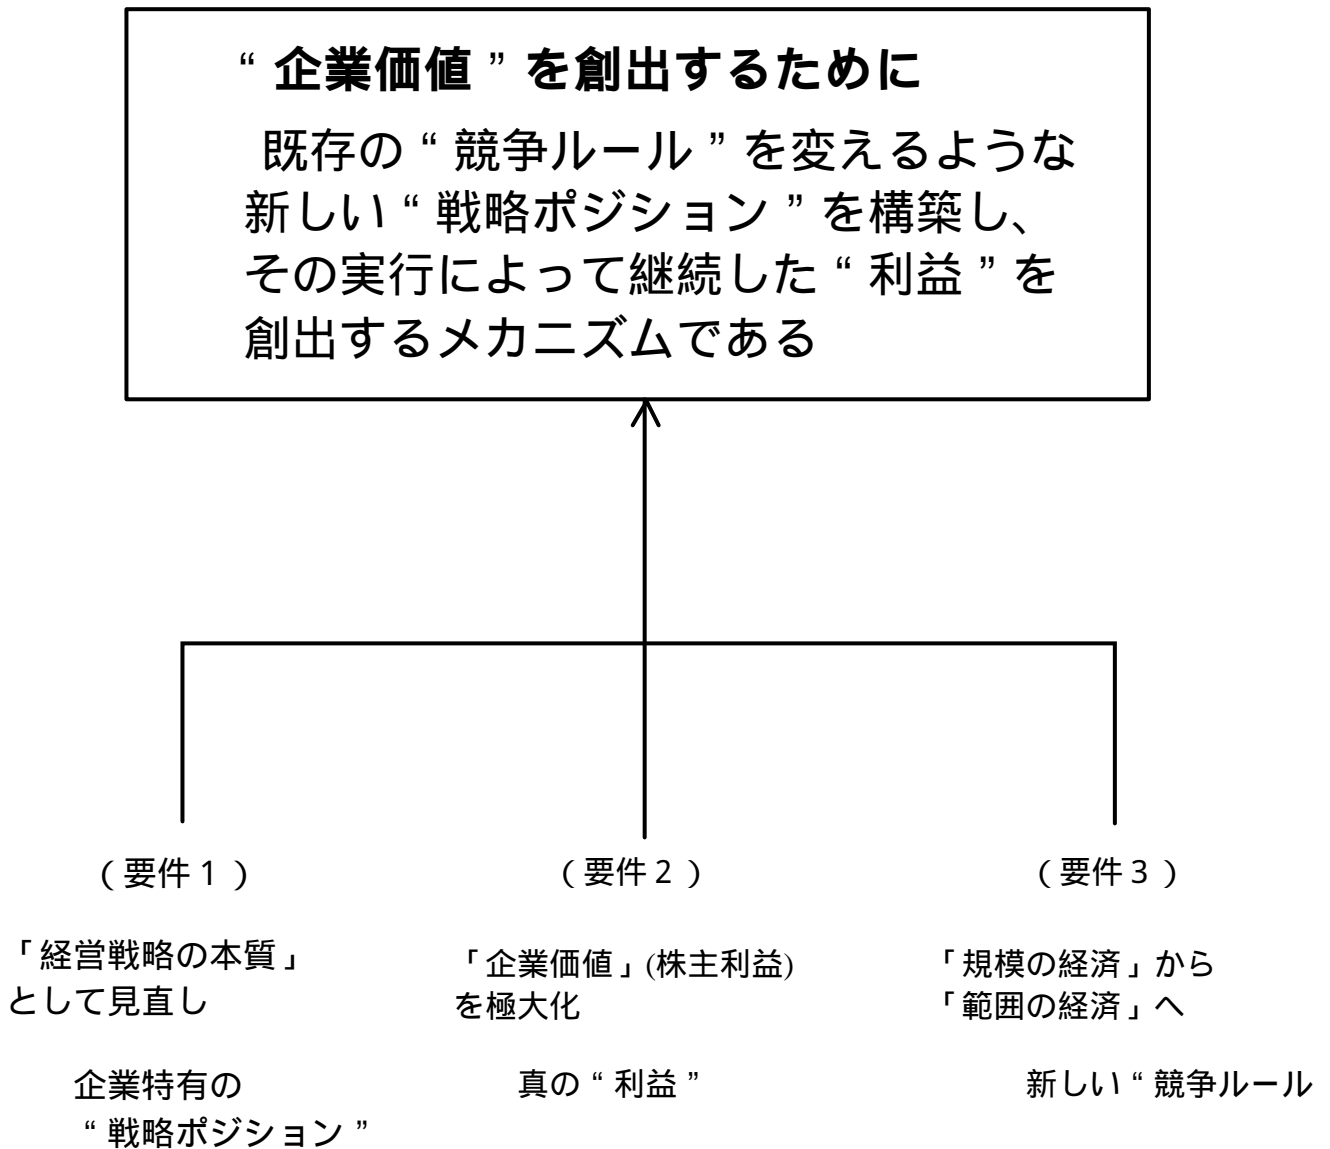 “企業価値”を創出するために
既存の“競争ルール”を変えるような
新しい“戦略ポジション”を構築し、
その実行によって継続した“利益”を
創出するメカニズムである
（要件１）
「経営戦略の本質」
として見直し
企業特有の
“戦略ポジション”
（要件２）
「企業価値」(株主利益)
を極大化
真の“利益”
（要件３）
「規模の経済」から
「範囲の経済」へ
新しい“競争ルール